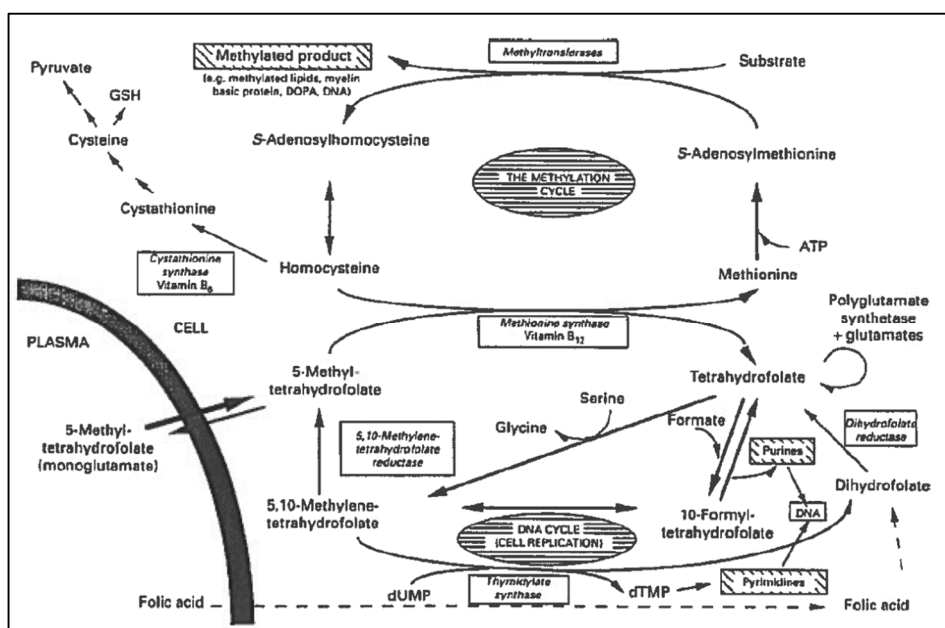 Methyltransferases
Methylated product
Substrate
(e.g. methylated lipids, myelin
basic protein, DOPA, DNA)
Pyruvate
GSH
Cysteine
S-Adenosylhomocysteine
S-Adenosylmethionine
THE METHYLATION
CYCLE
Cystathionine
ATP
Cystathionine
synthase
Vitamin B6
Homocysteine
Methionine
Polyglutamate
synthetase
+ glutamates
PLASMA
CELL
Methionine synthase
Vitamin B12
5-Methyl-
tetrahydrofolate
Tetrahydrofolate
Serine
Glycine
Formate
Dihydrofolate
reductase
5-Methyl-
tetrahydrofolate
(monoglutamate)
5,10-Methylene-
tetrahydrofolate
reductase
Purines
Dihydrofolate
5,10-Methylene-
tetrahydrofolate
DNA CYCLE
(CELL REPLICATION)
10-Formyl-
tetrahydrofolate
DNA
Thymidylate
synthase
dUMP
dTMP
Pyrimidines
Folic acid
Folic acid